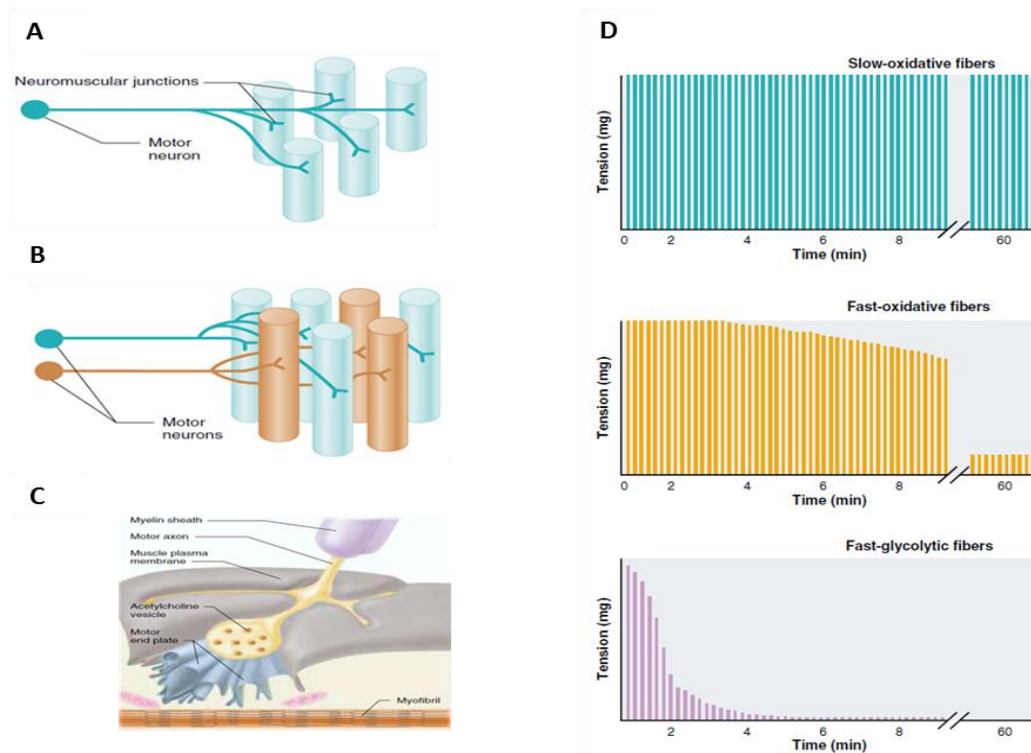 A
Neuromuscular junctions
Motor
neuron
B
Motor
neurons
C
Myelin sheath
Motor axon
Muscle plasma
membrane
Acetylcholine
vesicle
Motor
end plate
Myofibril
D
Slow-oxidative fibers
Tension (mg)
0 2 4 6 8 60
Time (min)
Fast-oxidative fibers
Tension (mg)
0 2 4 6 8 60
Time (min)
Fast-glycolytic fibers
Tension (mg)
0 2 4 6 8 60
Time (min)